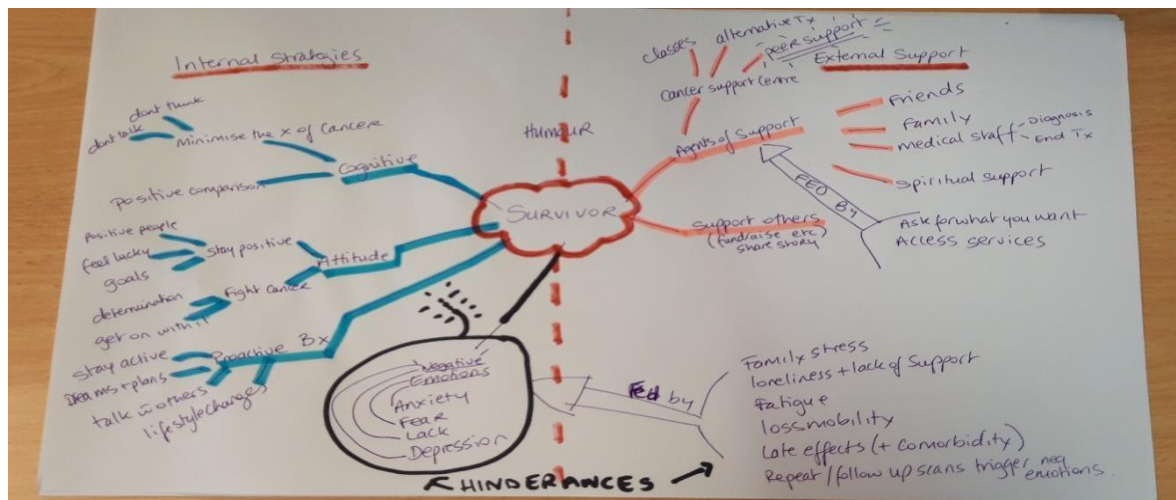 Internal Strategies
dont think
dont talk
Minimise the x of cancer
Cognitive
positive comparison
positive people
feel lucky
goals
Stay positive
Attitude
determination
get on with it
Fight cancer
Proactive Bx
stay active
Dreams + plans
talk w others
lifestyle changes
HUMOUR
SURVIVOR
classes
alternative Tx
peer support
External Support
Cancer support centre
Agents of Support
Friends
Family
Medical staff - Diagnosis
- End Tx
Spiritual support
FED By
Ask for what you want
Access services
Support others
(fundraise etc)
share story
Negative
Emotions
Anxiety
Fear
Lack
Depression
Fed by
Family stress
loneliness + lack of support
Fatigue
loss mobility
Late effects (+ comorbidity)
Repeat / follow up scans trigger neg
emotions
HINDERANCES